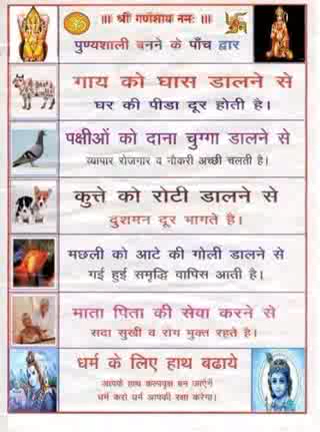 ॥ श्री गणेशाय नमः ॥
पुण्यशाली बनने के पाँच द्वार
गाय को घास डालने से
घर की पीडा दूर होती है।
पक्षीओं को दाना चुग्गा डालने से
व्यापार रोजगार व नौकरी अच्छी चलती है।
कुत्ते को रोटी डालने से
दुशमन दूर भागते है।
मछली को आटे की गोली डालने से
गई हुई समृद्धि वापिस आती है।
माता पिता की सेवा करने से
सदा सुखी व रोग मुक्त रहते है।
धर्म के लिए हाथ बढाये
आपके हाथ कल्पवृक्ष बन जाऐंगें
धर्म करो धर्म आपकी रक्षा करेगा।